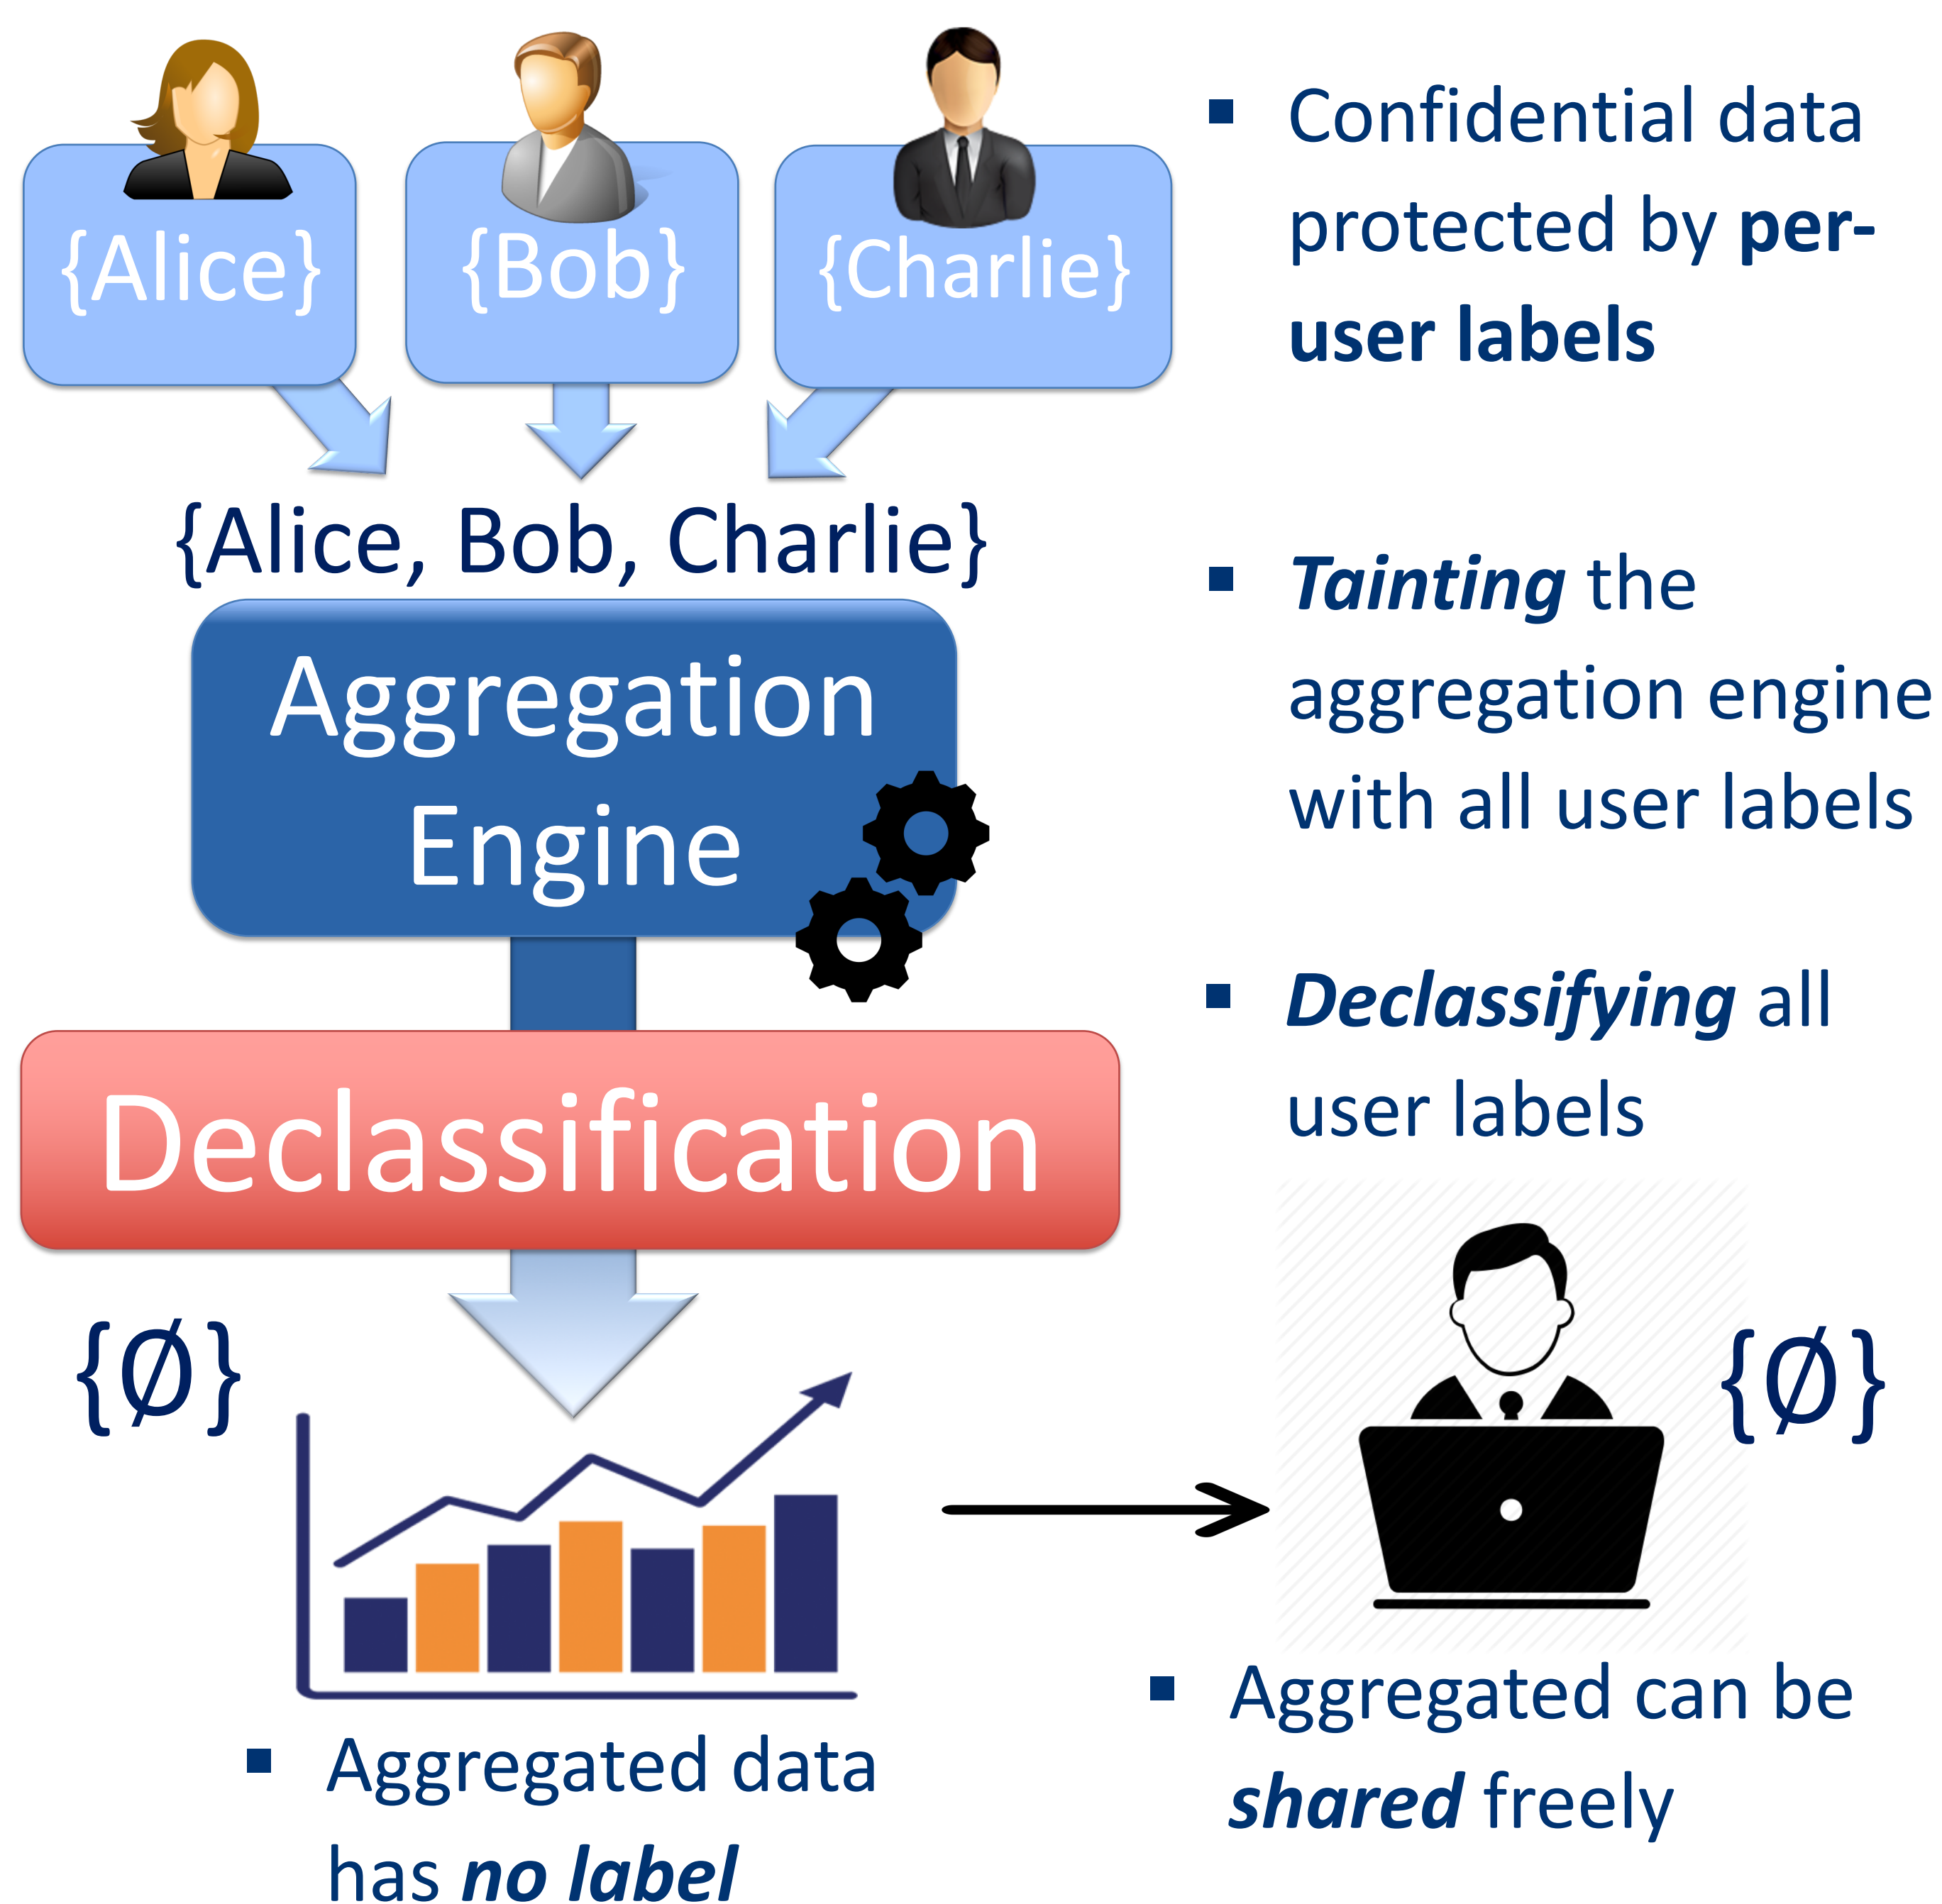 {Alice} {Bob} {Charlie}
▪ Confidential data
protected by per-
user labels
{Alice, Bob, Charlie}
Aggregation
Engine
▪ Tainting the
aggregation engine
with all user labels
▪ Declassifying all
user labels
Declassification
{Ø}
{Ø}
▪ Aggregated data
has no label
▪ Aggregated can be
shared freely